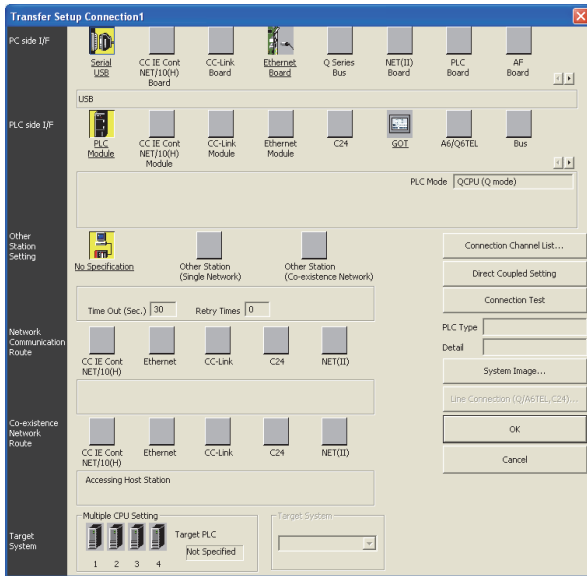 Transfer Setup Connection1
PC side I/F
Serial USB
CC IE Cont NET/10(H) Board
CC-Link Board
Ethernet Board
Q Series Bus
NET(II) Board
PLC Board
AF Board
USB
PLC side I/F
PLC Module
CC IE Cont NET/10(H) Module
CC-Link Module
Ethernet Module
C24
GOT
A6/Q6TEL
Bus
PLC Mode QCPU (Q mode)
Other Station Setting
No Specification
Other Station (Single Network)
Other Station (Co-existence Network)
Time Out (Sec.) 30 Retry Times 0
Connection Channel List...
Direct Coupled Setting
Connection Test
PLC Type
Detail
System Image...
Line Connection (Q/A6TEL,C24)...
OK
Cancel
Network Communication Route
CC IE Cont NET/10(H)
Ethernet
CC-Link
C24
NET(II)
Co-existence Network Route
CC IE Cont NET/10(H)
Ethernet
CC-Link
C24
NET(II)
Accessing Host Station
Target System
Multiple CPU Setting
1 2 3 4
Target PLC
Not Specified
Target System